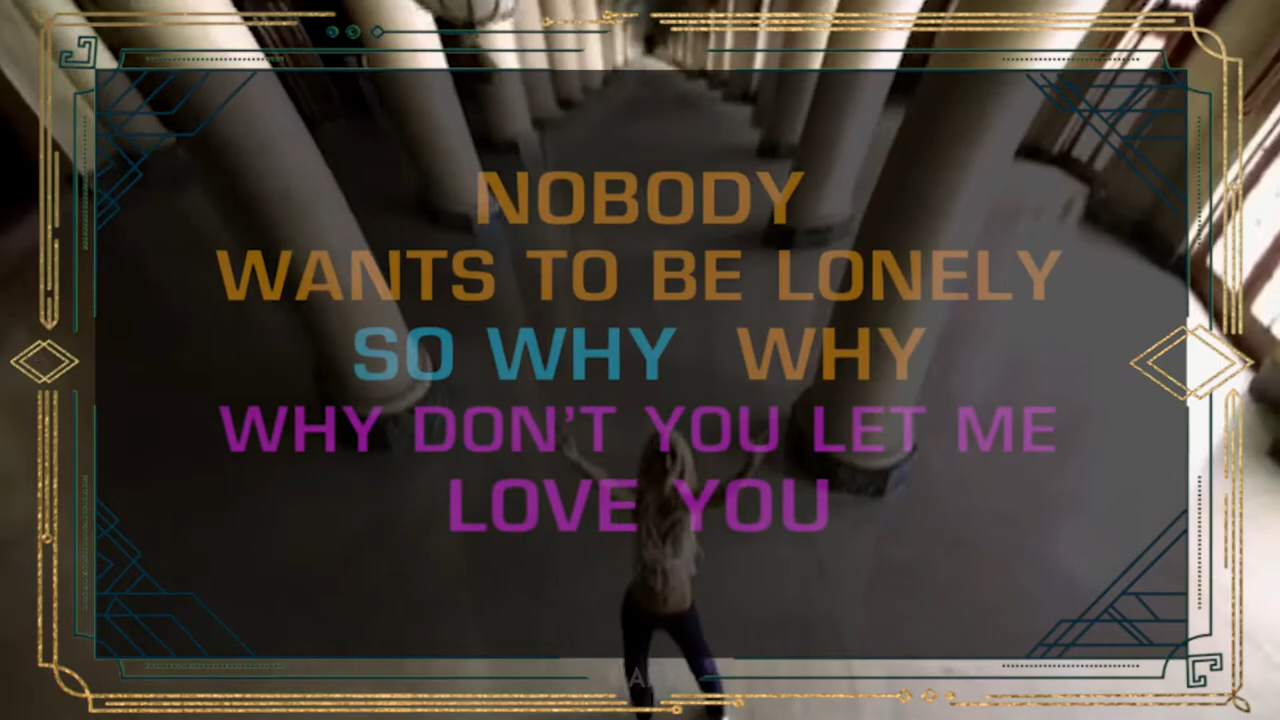 NOBODY
WANTS TO BE LONELY
SO WHY WHY
WHY DON'T YOU LET ME
LOVE YOU
A